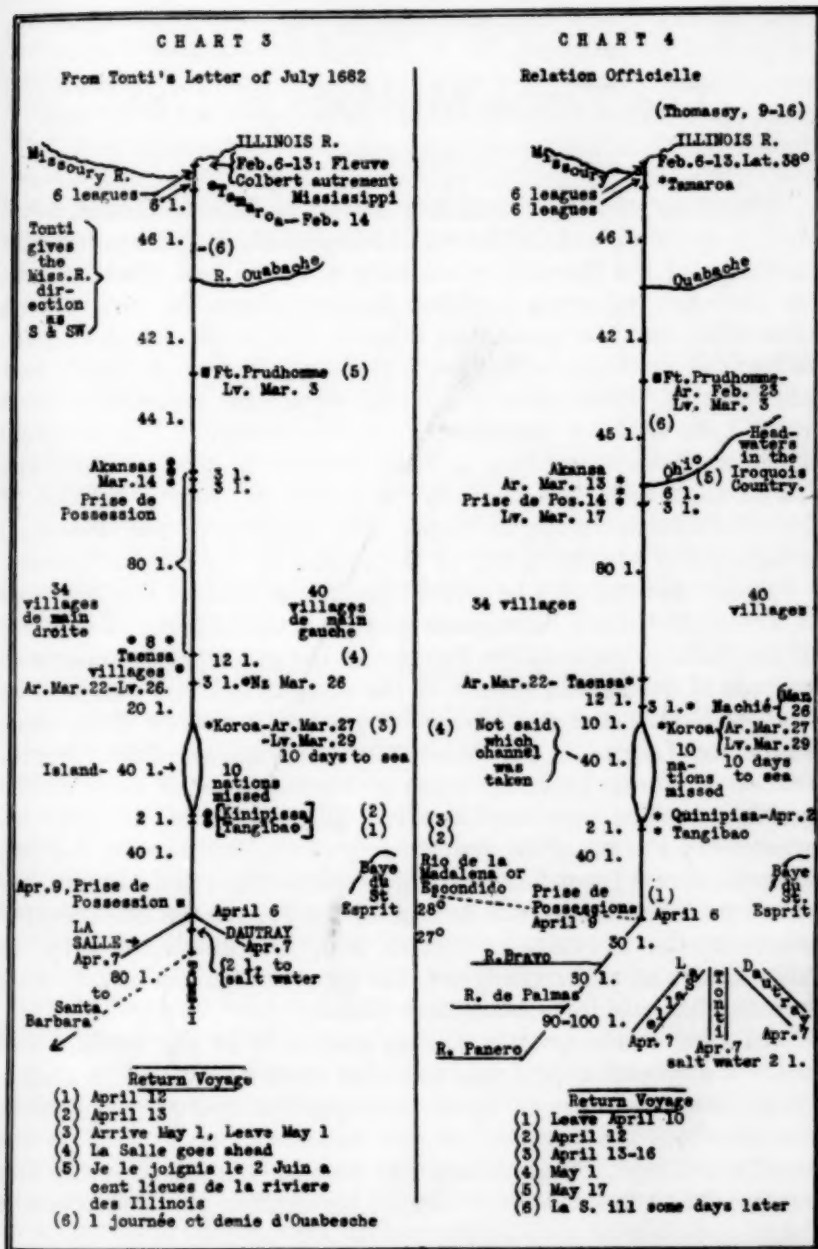 CHART 3
From Tonti's Letter of July 1682
ILLINOIS R.
Missoury R.
Feb.6-13: Fleuve
Colbert autrement
Mississippi
6 leagues
6 l.
*Tamaroa—Feb. 14
Tonti
gives
the
Miss.R.
dir-
ection
as
S & SW
46 l.
(6)
R. Ouabache
42 l.
Ft.Prudhomme (5)
Lv. Mar. 3
44 l.
Akansas
Mar.14
Prise de
Possession
3 l.
3 l.
80 l.
34
villages
de main
droite
40
villages
de main
gauche
* 8 *
Taensa
villages
Ar.Mar.22-Lv.26.
12 l. (4)
3 l.*Na Mar. 26
20 l.
*Koroa-Ar.Mar.27 (3)
-Lv.Mar.29
10 days to sea
Island- 40 l.
10
nations
missed
2 l.
Kinipissa (2)
Tangibao (1)
40 l.
Baye
du
St
Esprit
Apr.9,Prise de
Possession
April 6
LA
SALLE
Apr.7
DAUTRAY
Apr.7
80 l.
(2 l. to
salt water
TONTI
to
Santa
Barbara
Return Voyage
(1) April 12
(2) April 13
(3) Arrive May 1, Leave May 1
(4) La Salle goes ahead
(5) Je le joignis le 2 Juin a
cent lieues de la riviere
des Illinois
(6) 1 journée et demie d'Ouabesche
CHART 4
Relation Officielle
(Thomassy, 9-16)
ILLINOIS R.
Missoury
Feb.6-13.Lat.38°
6 leagues
6 leagues
*Tamaroa
46 l.
Ouabache
42 l.
Ft.Prudhomme-
Ar. Feb. 23
Lv. Mar. 3
(6)
45 l.
Head-
waters
in the
Iroquois
Country.
Ohio
(5)
Akansa
Ar. Mar. 13 *
Prise de Pos.14 *
Lv. Mar. 17
6 l.
3 l.
80 l.
34 villages
40
villages
Ar.Mar.22- Taensa*
12 l.
3 l.* Nachié-
(Man
26
10 l.
(4)
Not said
which
channel
was
taken
*Koroa
Ar.Mar.27
Lv.Mar.29
40 l.
10
na-
tions
missed
10 days
to sea
(3)
(2)
2 l.
* Quinipisa-Apr.2
* Tangibao
40 l.
Rio de la
Madalena or
Escondido
28°
27°
Prise de
Possessions
April 9
(1)
April 6
Baye
du
St.
Esprit
30 l.
R.Bravo
30 l.
R. de Palmas
90-100 l.
R. Panero
La Salle
Apr.7
Tonti
Apr.7
Dautray
Apr.7
salt water 2 l.
Return Voyage
(1) Leave April 10
(2) April 12
(3) April 13-16
(4) May 1
(5) May 17
(6) La S. ill some days later